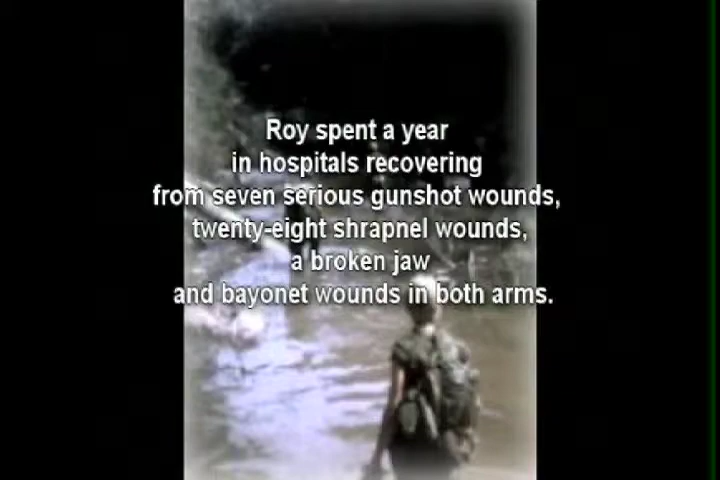 Roy spent a year
in hospitals recovering
from seven serious gunshot wounds,
twenty-eight shrapnel wounds,
a broken jaw
and bayonet wounds in both arms.